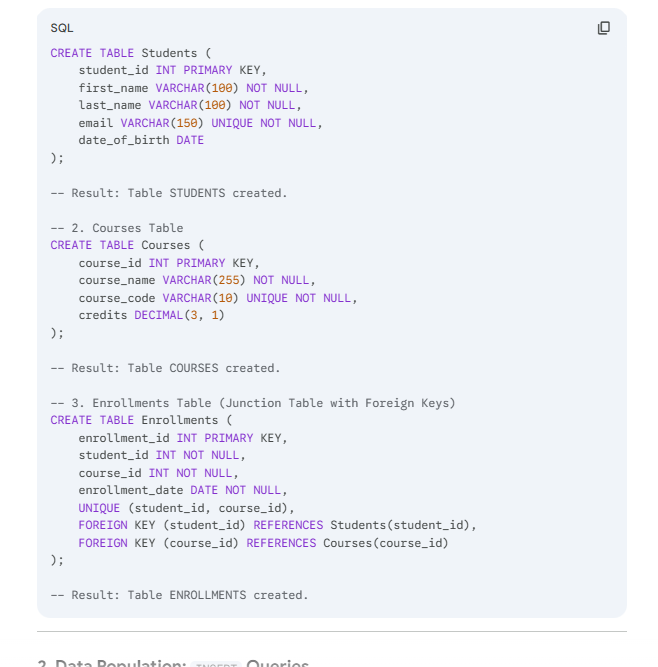 SQL
CREATE TABLE Students (
    student_id INT PRIMARY KEY,
    first_name VARCHAR(100) NOT NULL,
    last_name VARCHAR(100) NOT NULL,
    email VARCHAR(150) UNIQUE NOT NULL,
    date_of_birth DATE
);

-- Result: Table STUDENTS created.

-- 2. Courses Table
CREATE TABLE Courses (
    course_id INT PRIMARY KEY,
    course_name VARCHAR(255) NOT NULL,
    course_code VARCHAR(10) UNIQUE NOT NULL,
    credits DECIMAL(3, 1)
);

-- Result: Table COURSES created.

-- 3. Enrollments Table (Junction Table with Foreign Keys)
CREATE TABLE Enrollments (
    enrollment_id INT PRIMARY KEY,
    student_id INT NOT NULL,
    course_id INT NOT NULL,
    enrollment_date DATE NOT NULL,
    UNIQUE (student_id, course_id),
    FOREIGN KEY (student_id) REFERENCES Students(student_id),
    FOREIGN KEY (course_id) REFERENCES Courses(course_id)
);

-- Result: Table ENROLLMENTS created.
2. Data Population: INSERT Queries